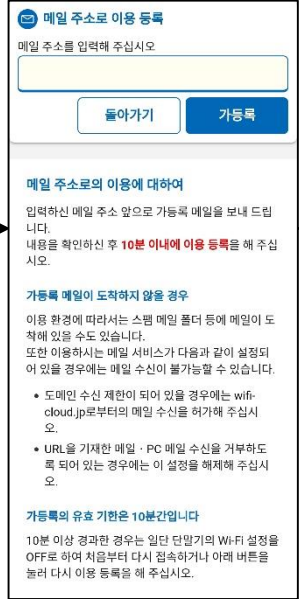 메일 주소로 이용 등록
메일 주소를 입력해 주십시오
돌아가기
가등록
메일 주소로의 이용에 대하여
입력하신 메일 주소 앞으로 가등록 메일을 보내 드립
니다.
내용을 확인하신 후 10분 이내에 이용 등록을 해 주십
시오.
가등록 메일이 도착하지 않을 경우
이용 환경에 따라서는 스팸 메일 폴더 등에 메일이 도
착해 있을 수도 있습니다.
또한 이용하시는 메일 서비스가 다음과 같이 설정되
어 있을 경우에는 메일 수신이 불가능할 수 있습니다.
• 도메인 수신 제한이 되어 있을 경우에는 wifi-
cloud.jp로부터의 메일 수신을 허가해 주십시
오.
• URL을 기재한 메일・PC 메일 수신을 거부하도
록 되어 있는 경우에는 이 설정을 해제해 주십시
오.
가등록의 유효 기한은 10분간입니다
10분 이상 경과한 경우는 일단 단말기의 Wi-Fi 설정을
OFF로 하여 처음부터 다시 접속하거나 아래 버튼을
눌러 다시 이용 등록을 해 주십시오.